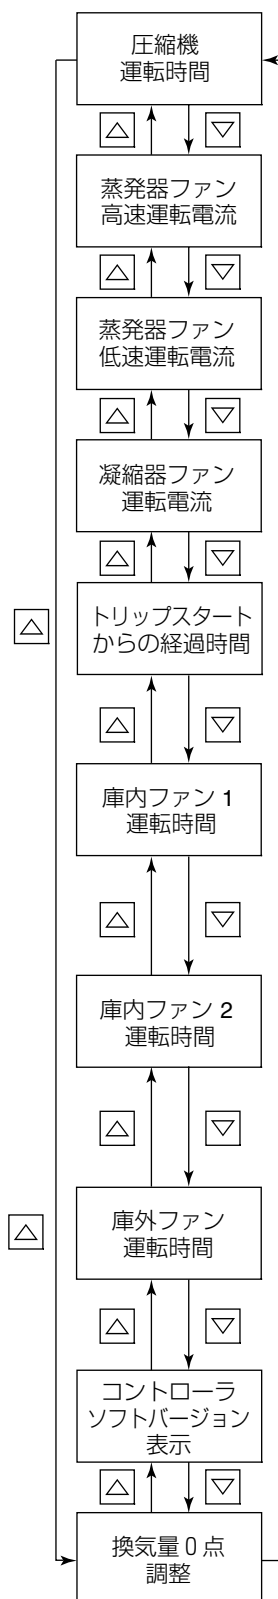 圧縮機
運転時間
蒸発器ファン
高速運転電流
蒸発器ファン
低速運転電流
凝縮器ファン
運転電流
トリップスタート
からの経過時間
庫内ファン 1
運転時間
庫内ファン 2
運転時間
庫外ファン
運転時間
コントローラ
ソフトバージョン
表示
換気量 0 点
調整